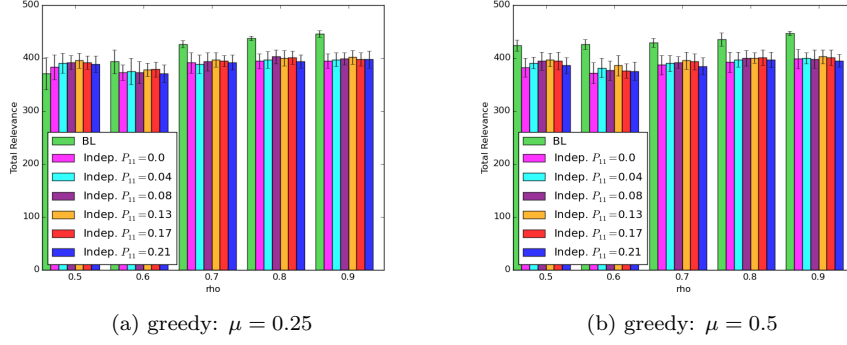 500
400
300
200
100
0
Total Relevance
BL
Indep. P₁₁=0.0
Indep. P₁₁=0.04
Indep. P₁₁=0.08
Indep. P₁₁=0.13
Indep. P₁₁=0.17
Indep. P₁₁=0.21
0.5 0.6 0.7 0.8 0.9
rho
(a) greedy: μ = 0.25
500
400
300
200
100
0
Total Relevance
BL
Indep. P₁₁=0.0
Indep. P₁₁=0.04
Indep. P₁₁=0.08
Indep. P₁₁=0.13
Indep. P₁₁=0.17
Indep. P₁₁=0.21
0.5 0.6 0.7 0.8 0.9
rho
(b) greedy: μ = 0.5